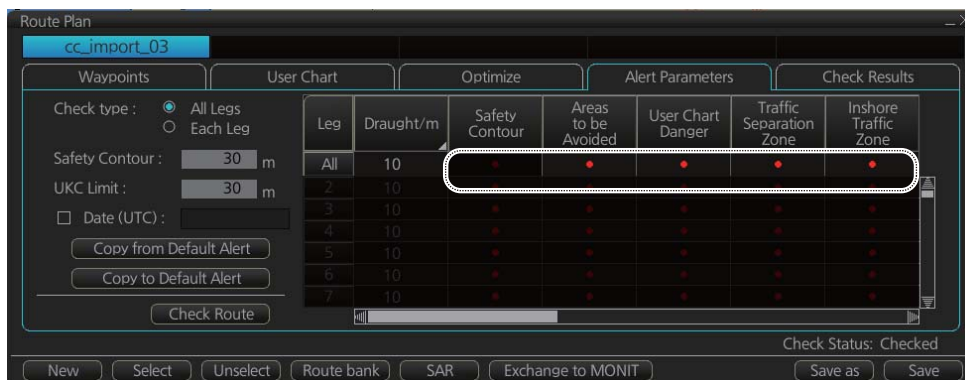 Route Plan
cc_import_03
Waypoints User Chart Optimize Alert Parameters Check Results
Check type : All Legs
Each Leg
Safety Contour : 30 m
UKC Limit : 30 m
Date (UTC) :
Copy from Default Alert
Copy to Default Alert
Check Route
Leg Draught/m Safety Contour Areas to be Avoided User Chart Danger Traffic Separation Zone Inshore Traffic Zone
All 10
2 10
3 10
4 10
5 10
6 10
7 10
Check Status: Checked
New Select Unselect Route bank SAR Exchange to MONIT Save as Save